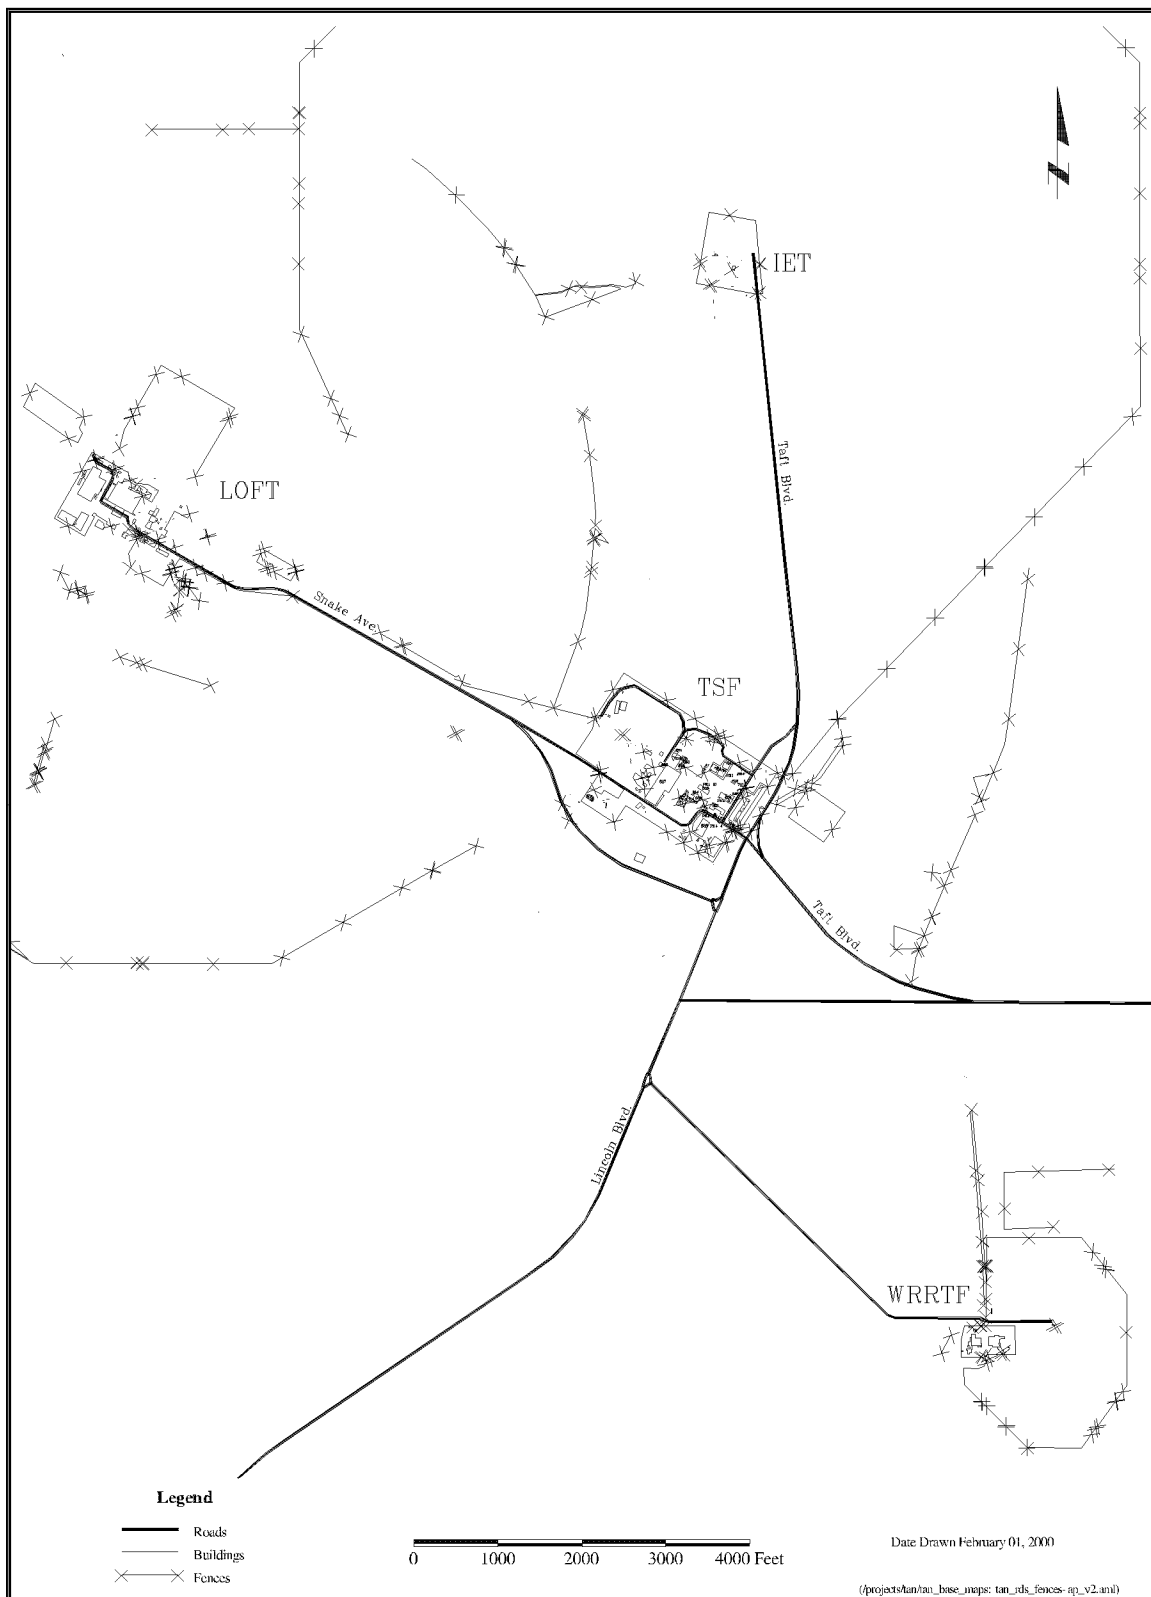 IET
Taft Blvd.
LOFT
Snake Ave.
TSF
Taft Blvd.
Lincoln Blvd.
WRRTF
Legend
Roads
Buildings
Fences
0 1000 2000 3000 4000 Feet
Date Drawn February 01, 2000
(/projects/tan/tan_base_maps: tan_rds_fences-ap_v2.aml)
N